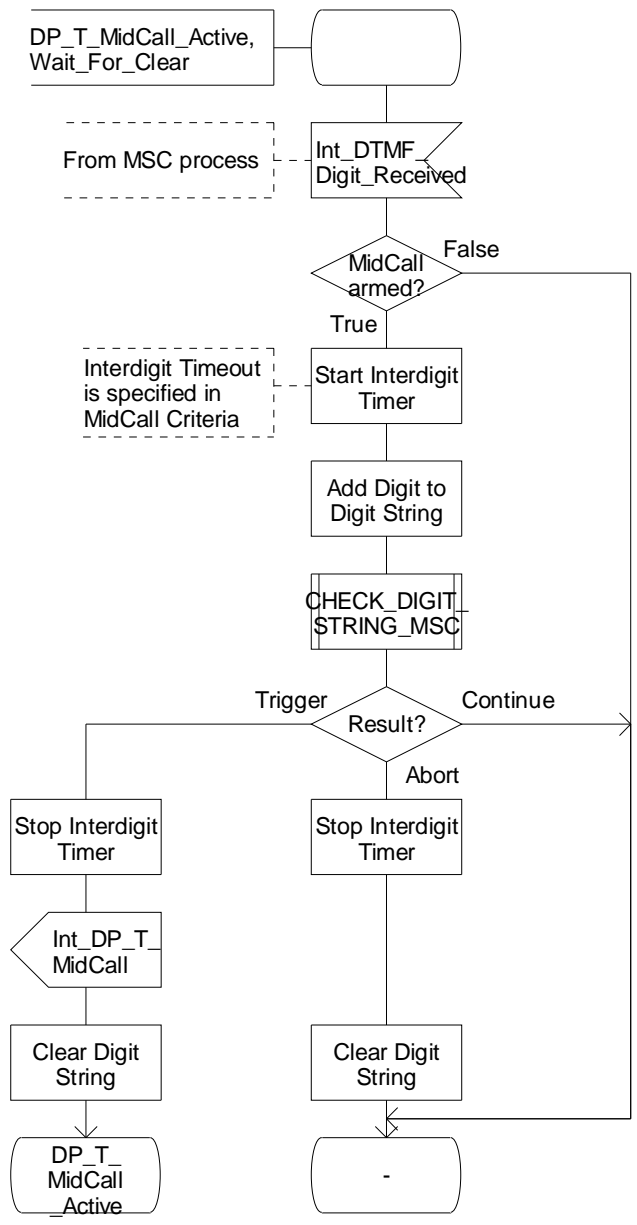 DP_T_MidCall_Active,
Wait_For_Clear
From MSC process
Int_DTMF_
Digit_Received
MidCall
armed?
False
True
Interdigit Timeout
is specified in
MidCall Criteria
Start Interdigit
Timer
Add Digit to
Digit String
CHECK_DIGIT_
STRING_MSC
Trigger
Result?
Continue
Abort
Stop Interdigit
Timer
Stop Interdigit
Timer
Int_DP_T_
MidCall
Clear Digit
String
Clear Digit
String
DP_T_
MidCall
_Active
-